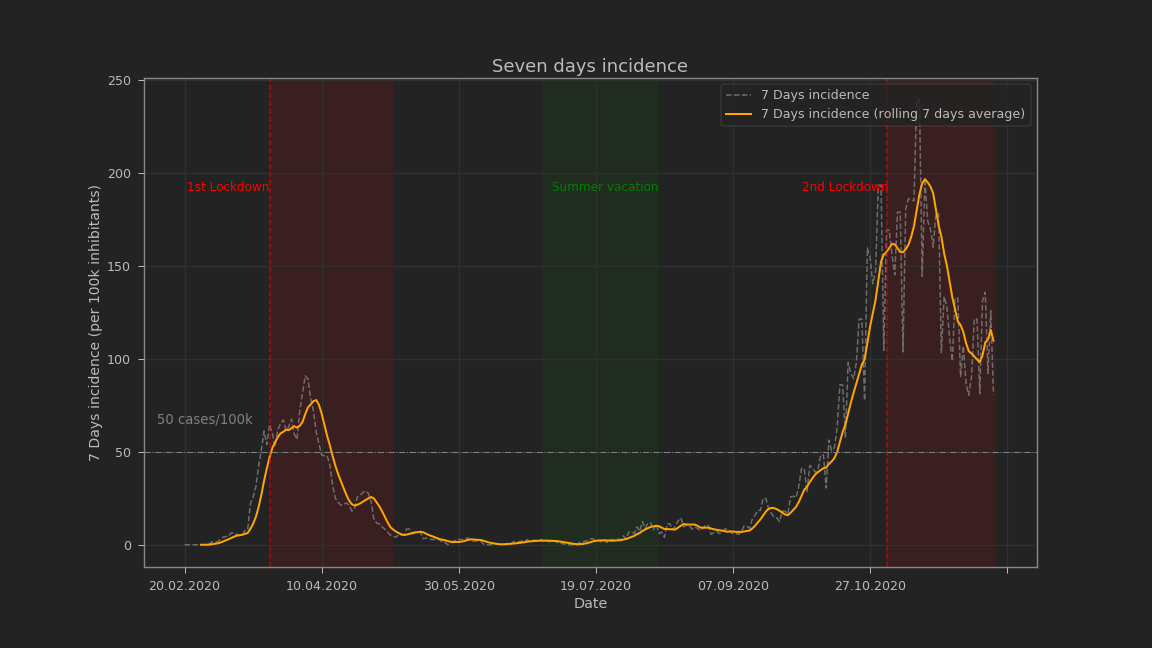 Seven days incidence
7 Days incidence
7 Days incidence (rolling 7 days average)
250
200
150
100
50
0
7 Days incidence (per 100k inhibitants)
1st Lockdown
Summer vacation
2nd Lockdown
50 cases/100k
20.02.2020
10.04.2020
30.05.2020
19.07.2020
07.09.2020
27.10.2020
Date